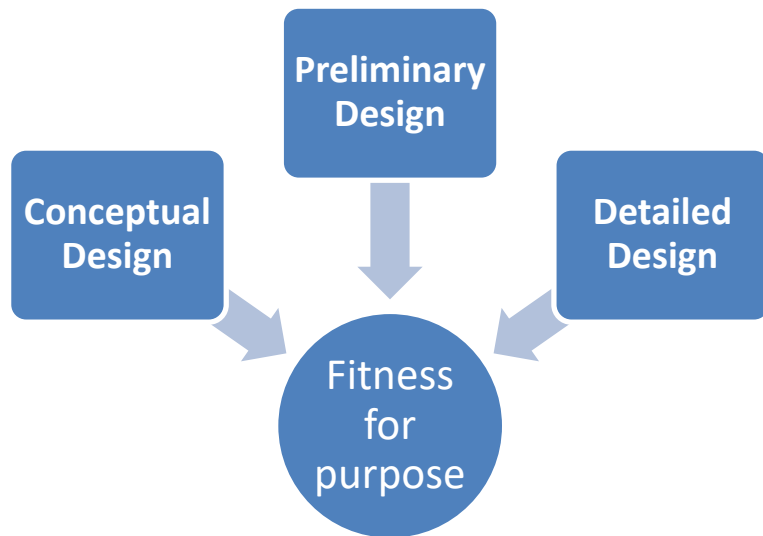 Preliminary
Design
Conceptual
Design
Detailed
Design
Fitness
for
purpose